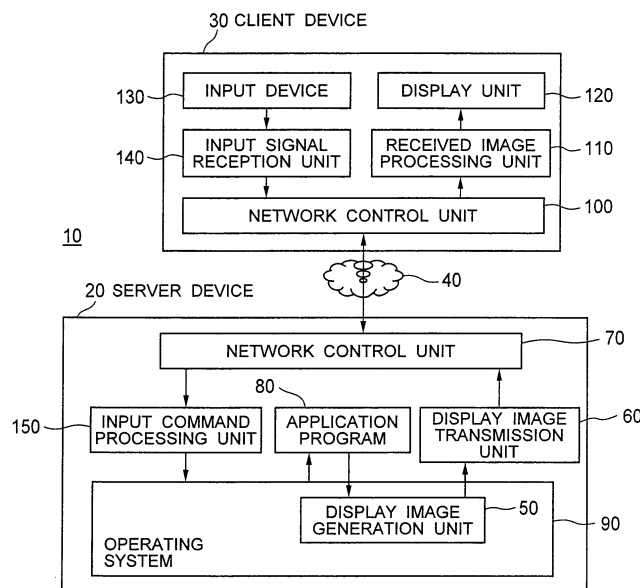 30 CLIENT DEVICE
130
INPUT DEVICE
DISPLAY UNIT
120
140
INPUT SIGNAL
RECEPTION UNIT
RECEIVED IMAGE
PROCESSING UNIT
110
NETWORK CONTROL UNIT
100
10
40
20 SERVER DEVICE
NETWORK CONTROL UNIT
70
80
150
INPUT COMMAND
PROCESSING UNIT
APPLICATION
PROGRAM
DISPLAY IMAGE
TRANSMISSION
UNIT
60
DISPLAY IMAGE
GENERATION UNIT
50
OPERATING
SYSTEM
90